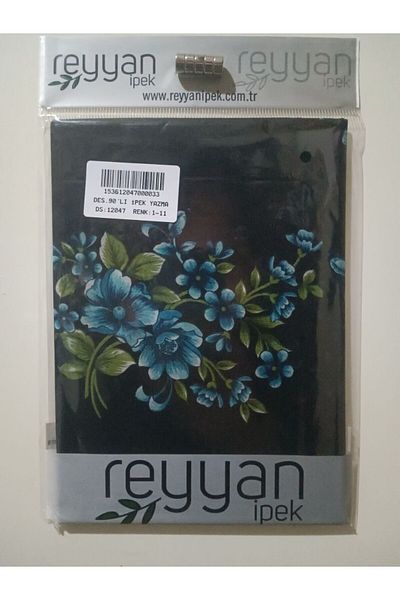 reyyan
ipek
reyyan
ipek
www.reyyanipek.com.tr
153612047000033
DES.90'LI iPEK YAZMA
DS:12047 RENK:1-11
reyyan
ipek